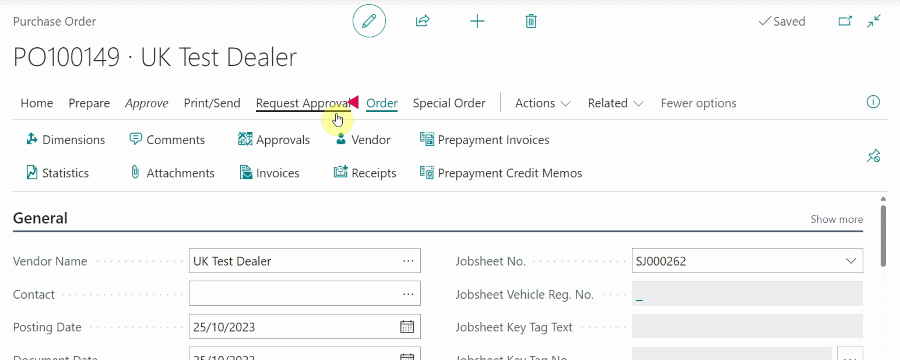 Purchase Order
Saved
PO100149 · UK Test Dealer
Home Prepare Approve Print/Send Request Approval Order Special Order Actions Related Fewer options
Dimensions Comments Approvals Vendor Prepayment Invoices
Statistics Attachments Invoices Receipts Prepayment Credit Memos
General Show more
Vendor Name UK Test Dealer ... Jobsheet No. SJ000262
Contact ... Jobsheet Vehicle Reg. No. _
Posting Date 25/10/2023 Jobsheet Key Tag Text
Document Date 25/10/2023 Jobsheet Key Tag No. ...